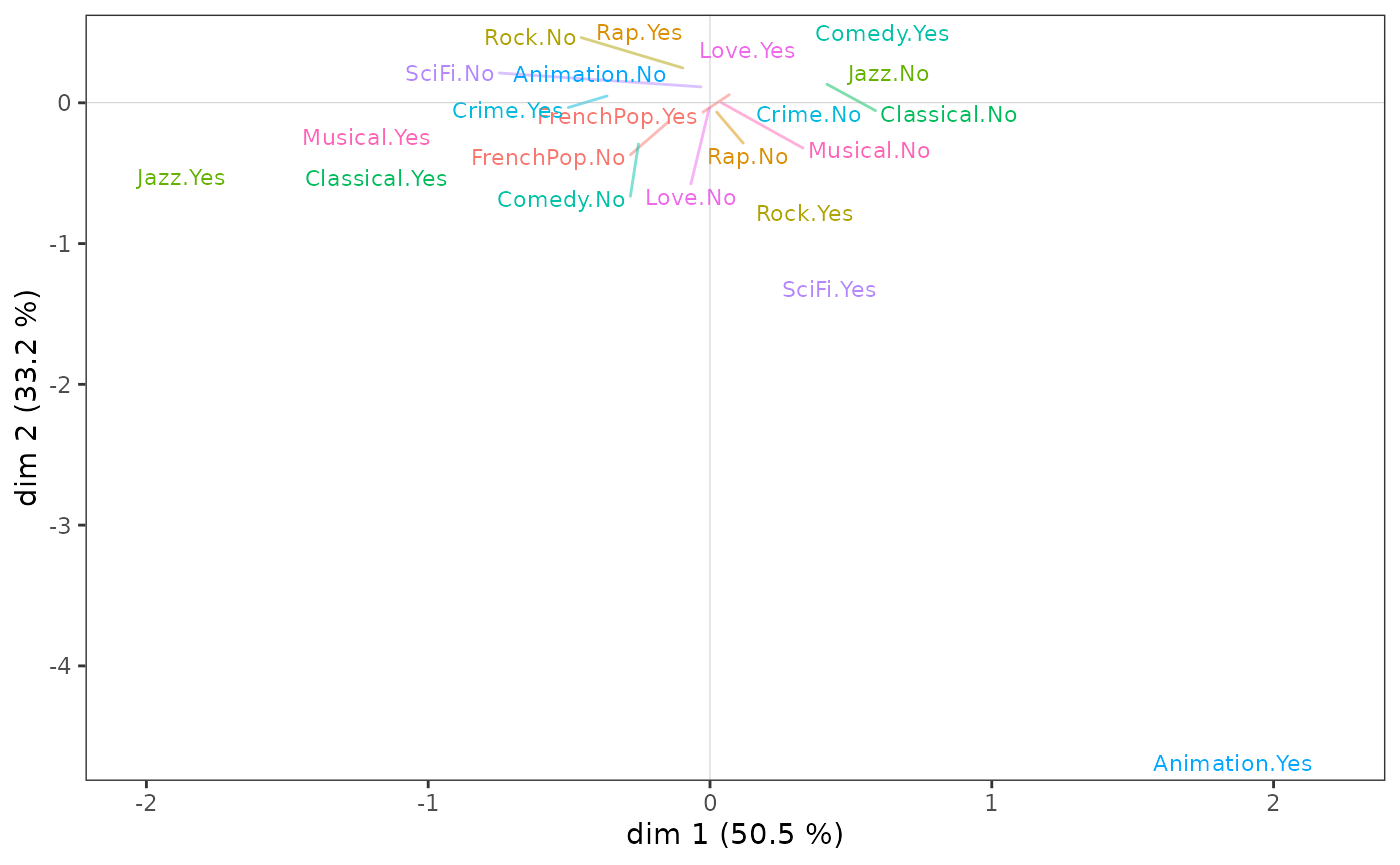 Rap.Yes
Comedy.Yes
Rock.No
Love.Yes
SciFi.No
Animation.No
Jazz.No
0
Crime.Yes
FrenchPop.Yes
Crime.No
Classical.No
Musical.Yes
Musical.No
FrenchPop.No
Rap.No
Jazz.Yes
Classical.Yes
Comedy.No
Love.No
Rock.Yes
-1
SciFi.Yes
-2
-3
-4
dim 2 (33.2 %)
Animation.Yes
-2
-1
0
1
2
dim 1 (50.5 %)